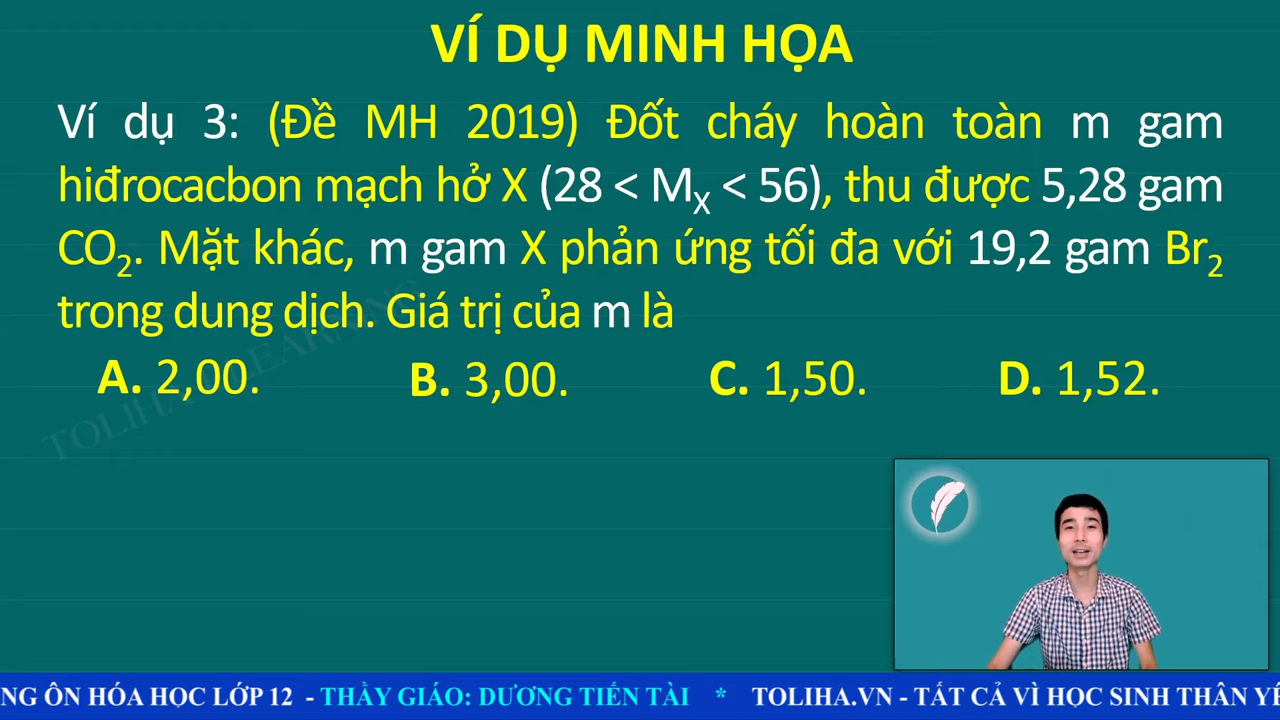 VÍ DỤ MINH HỌA
Ví dụ 3: (Đề MH 2019) Đốt cháy hoàn toàn m gam
hiđrocacbon mạch hở X (28 < Mₓ < 56), thu được 5,28 gam
CO₂. Mặt khác, m gam X phản ứng tối đa với 19,2 gam Br₂
trong dung dịch. Giá trị của m là
A. 2,00. B. 3,00. C. 1,50. D. 1,52.
TOLIHA LEARNING
NG ÔN HÓA HỌC LỚP 12 - THẦY GIÁO: DƯƠNG TIẾN TÀI * TOLIHA.VN - TẤT CẢ VÌ HỌC SINH THÂN YÊ